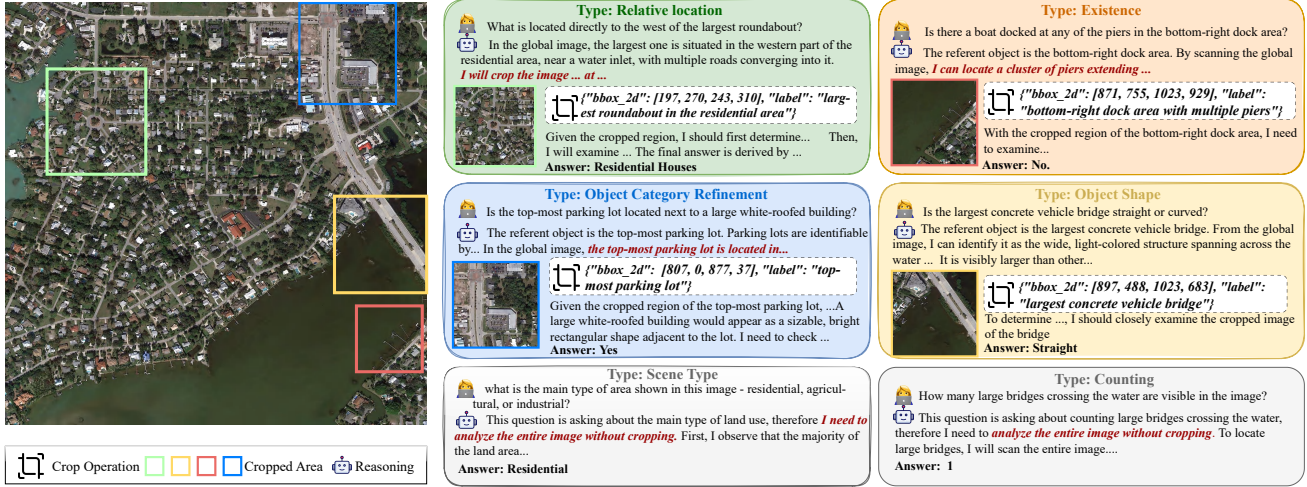 Type: Relative location
What is located directly to the west of the largest roundabout?
In the global image, the largest one is situated in the western part of the
residential area, near a water inlet, with multiple roads converging into it.
I will crop the image ... at ...
{"bbox_2d": [197, 270, 243, 310], "label": "larg-
est roundabout in the residential area"}
Given the cropped region, I should first determine... Then,
I will examine ... The final answer is derived by ...
Answer: Residential Houses
Type: Existence
Is there a boat docked at any of the piers in the bottom-right dock area?
The referent object is the bottom-right dock area. By scanning the global
image, I can locate a cluster of piers extending ...
{"bbox_2d": [871, 755, 1023, 929], "label":
"bottom-right dock area with multiple piers"}
With the cropped region of the bottom-right dock area, I need
to examine...
Answer: No.
Type: Object Category Refinement
Is the top-most parking lot located next to a large white-roofed building?
The referent object is the top-most parking lot. Parking lots are identifiable
by... In the global image, the top-most parking lot is located in...
{"bbox_2d": [807, 0, 877, 37], "label": "top-
most parking lot"}
Given the cropped region of the top-most parking lot, ...A
large white-roofed building would appear as a sizable, bright
rectangular shape adjacent to the lot. I need to check ...
Answer: Yes
Type: Object Shape
Is the largest concrete vehicle bridge straight or curved?
The referent object is the largest concrete vehicle bridge. From the global
image, I can identify it as the wide, light-colored structure spanning across the
water ... It is visibly larger than other...
{"bbox_2d": [897, 488, 1023, 683], "label":
"largest concrete vehicle bridge"}
To determine ..., I should closely examine the cropped image
of the bridge
Answer: Straight
Type: Scene Type
what is the main type of area shown in this image - residential, agricul-
tural, or industrial?
This question is asking about the main type of land use, therefore I need to
analyze the entire image without cropping. First, I observe that the majority of
the land area...
Answer: Residential
Type: Counting
How many large bridges crossing the water are visible in the image?
This question is asking about counting large bridges crossing the water,
therefore I need to analyze the entire image without cropping. To locate
large bridges, I will scan the entire image....
Answer: 1
Crop Operation Cropped Area Reasoning